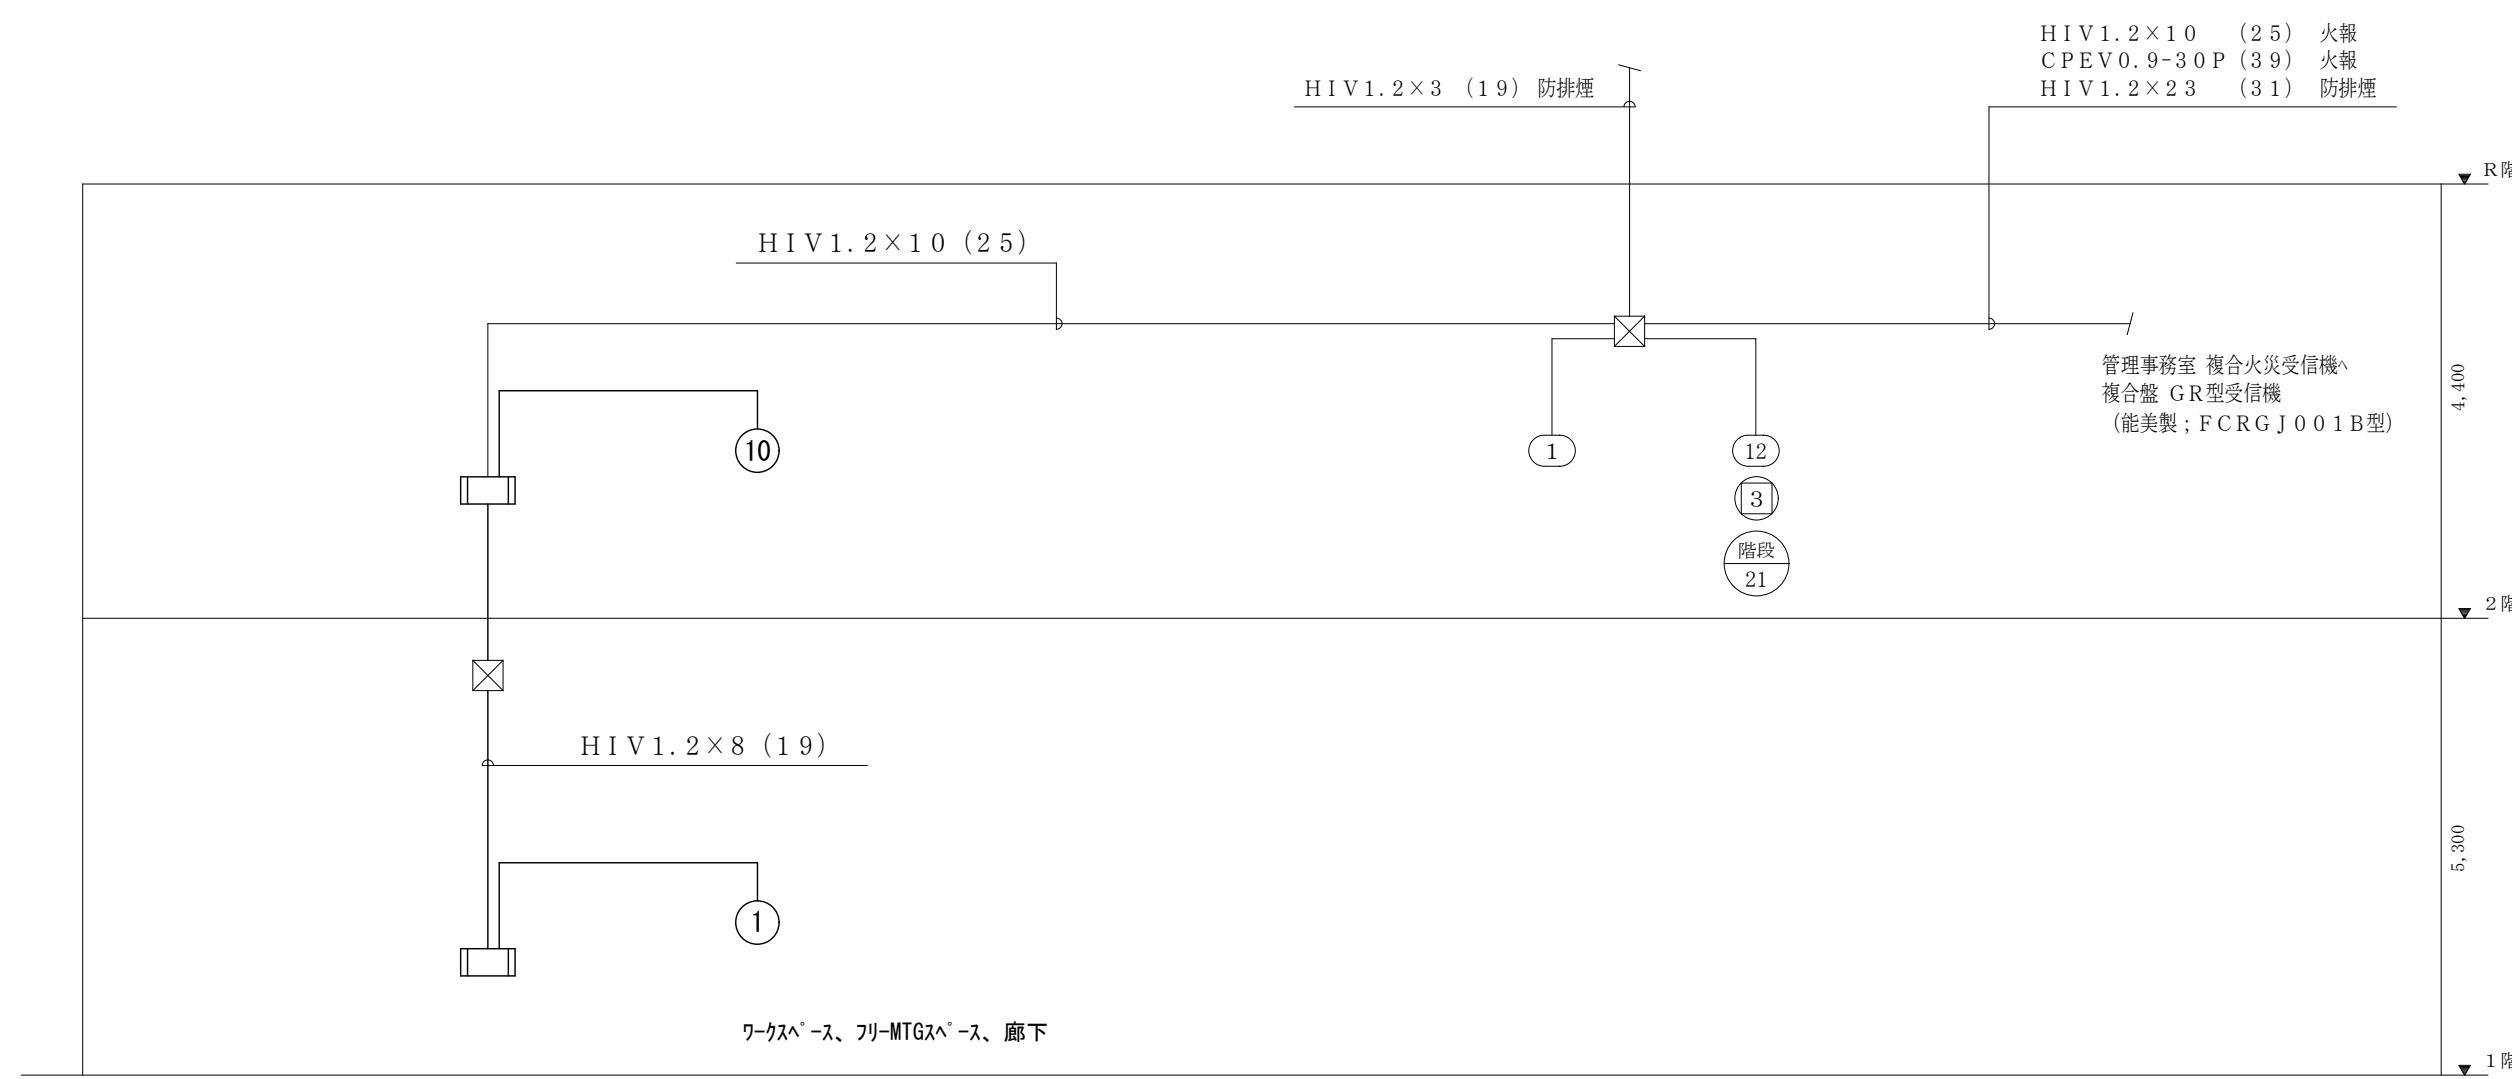 HIV1.2×10 (25) 火報
CPEV0.9-30P(39) 火報
HIV1.2×23 (31) 防排煙
HIV1.2×3 (19) 防排煙
R階
HIV1.2×10(25)
管理事務室 複合火災受信機へ
複合盤 GR型受信機
(能美製;FCRGJ001B型)
4,400
10
1
12
3
階段
21
2階
HIV1.2×8(19)
5,300
1
ワークスペース、フリーMTGスペース、廊下
1階